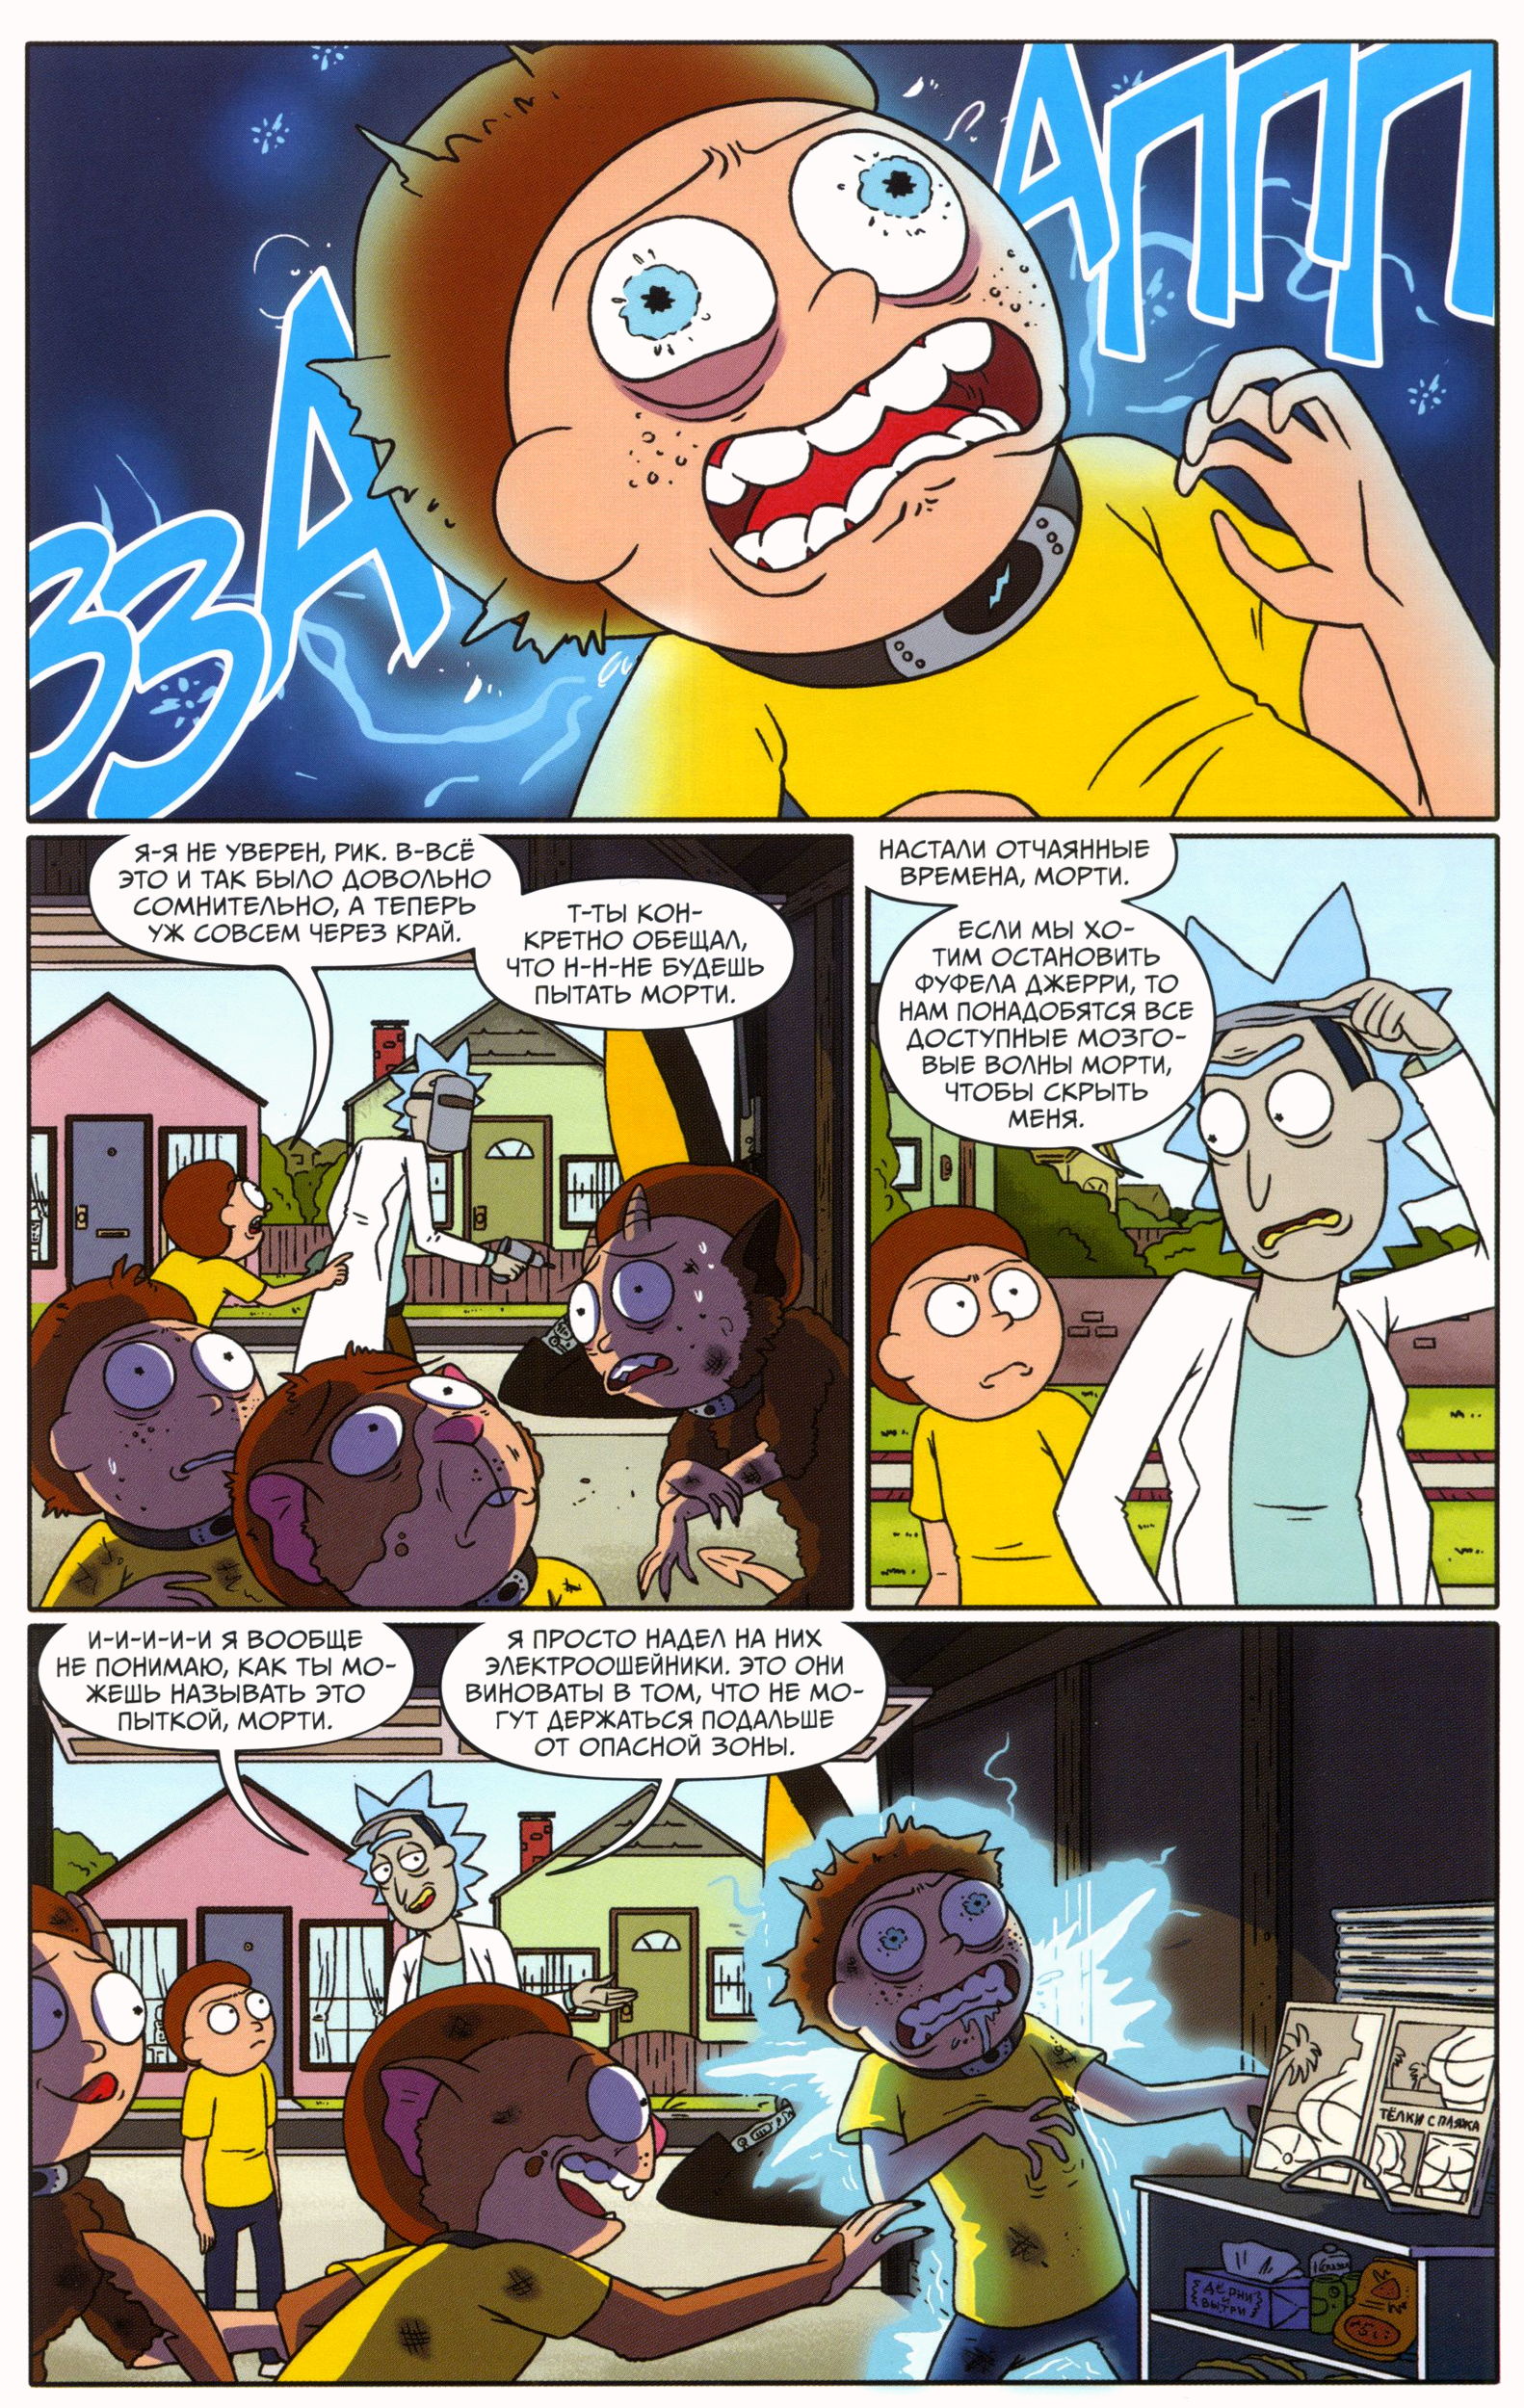 ЗЗААППП
Я-Я НЕ УВЕРЕН, РИК. В-ВСЁ
ЭТО И ТАК БЫЛО ДОВОЛЬНО
СОМНИТЕЛЬНО, А ТЕПЕРЬ
УЖ СОВСЕМ ЧЕРЕЗ КРАЙ.
Т-ТЫ КОН-
КРЕТНО ОБЕЩАЛ,
ЧТО Н-Н-НЕ БУДЕШЬ
ПЫТАТЬ МОРТИ.
НАСТАЛИ ОТЧАЯННЫЕ
ВРЕМЕНА, МОРТИ.
ЕСЛИ МЫ ХО-
ТИМ ОСТАНОВИТЬ
ФУФЕЛА ДЖЕРРИ, ТО
НАМ ПОНАДОБЯТСЯ ВСЕ
ДОСТУПНЫЕ МОЗГО-
ВЫЕ ВОЛНЫ МОРТИ,
ЧТОБЫ СКРЫТЬ
МЕНЯ.
И-И-И-И-И Я ВООБЩЕ
НЕ ПОНИМАЮ, КАК ТЫ МО-
ЖЕШЬ НАЗЫВАТЬ ЭТО
ПЫТКОЙ, МОРТИ.
Я ПРОСТО НАДЕЛ НА НИХ
ЭЛЕКТРООШЕЙНИКИ. ЭТО ОНИ
ВИНОВАТЫ В ТОМ, ЧТО НЕ МО-
ГУТ ДЕРЖАТЬСЯ ПОДАЛЬШЕ
ОТ ОПАСНОЙ ЗОНЫ.
ТЁЛКИ С ПЛЯЖА
ДЕРНИ
И
ВЫТРИ